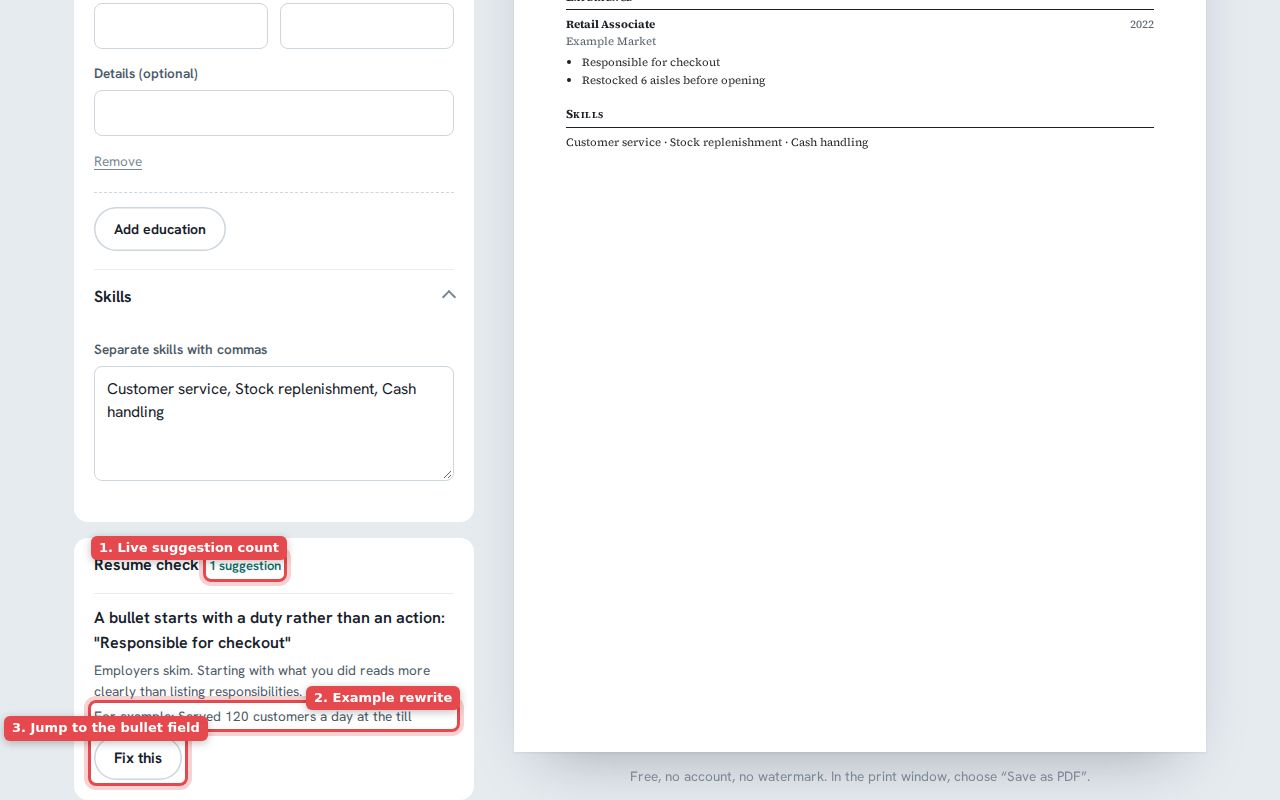 Details (optional)
Remove
Add education
Skills
Separate skills with commas
Customer service, Stock replenishment, Cash
handling
1. Live suggestion count
Resume check 1 suggestion
A bullet starts with a duty rather than an action:
"Responsible for checkout"
Employers skim. Starting with what you did reads more
clearly than listing responsibilities.
2. Example rewrite
For example: Served 120 customers a day at the till
3. Jump to the bullet field
Fix this
Retail Associate 2022
Example Market
• Responsible for checkout
• Restocked 6 aisles before opening
Skills
Customer service · Stock replenishment · Cash handling
Free, no account, no watermark. In the print window, choose “Save as PDF”.